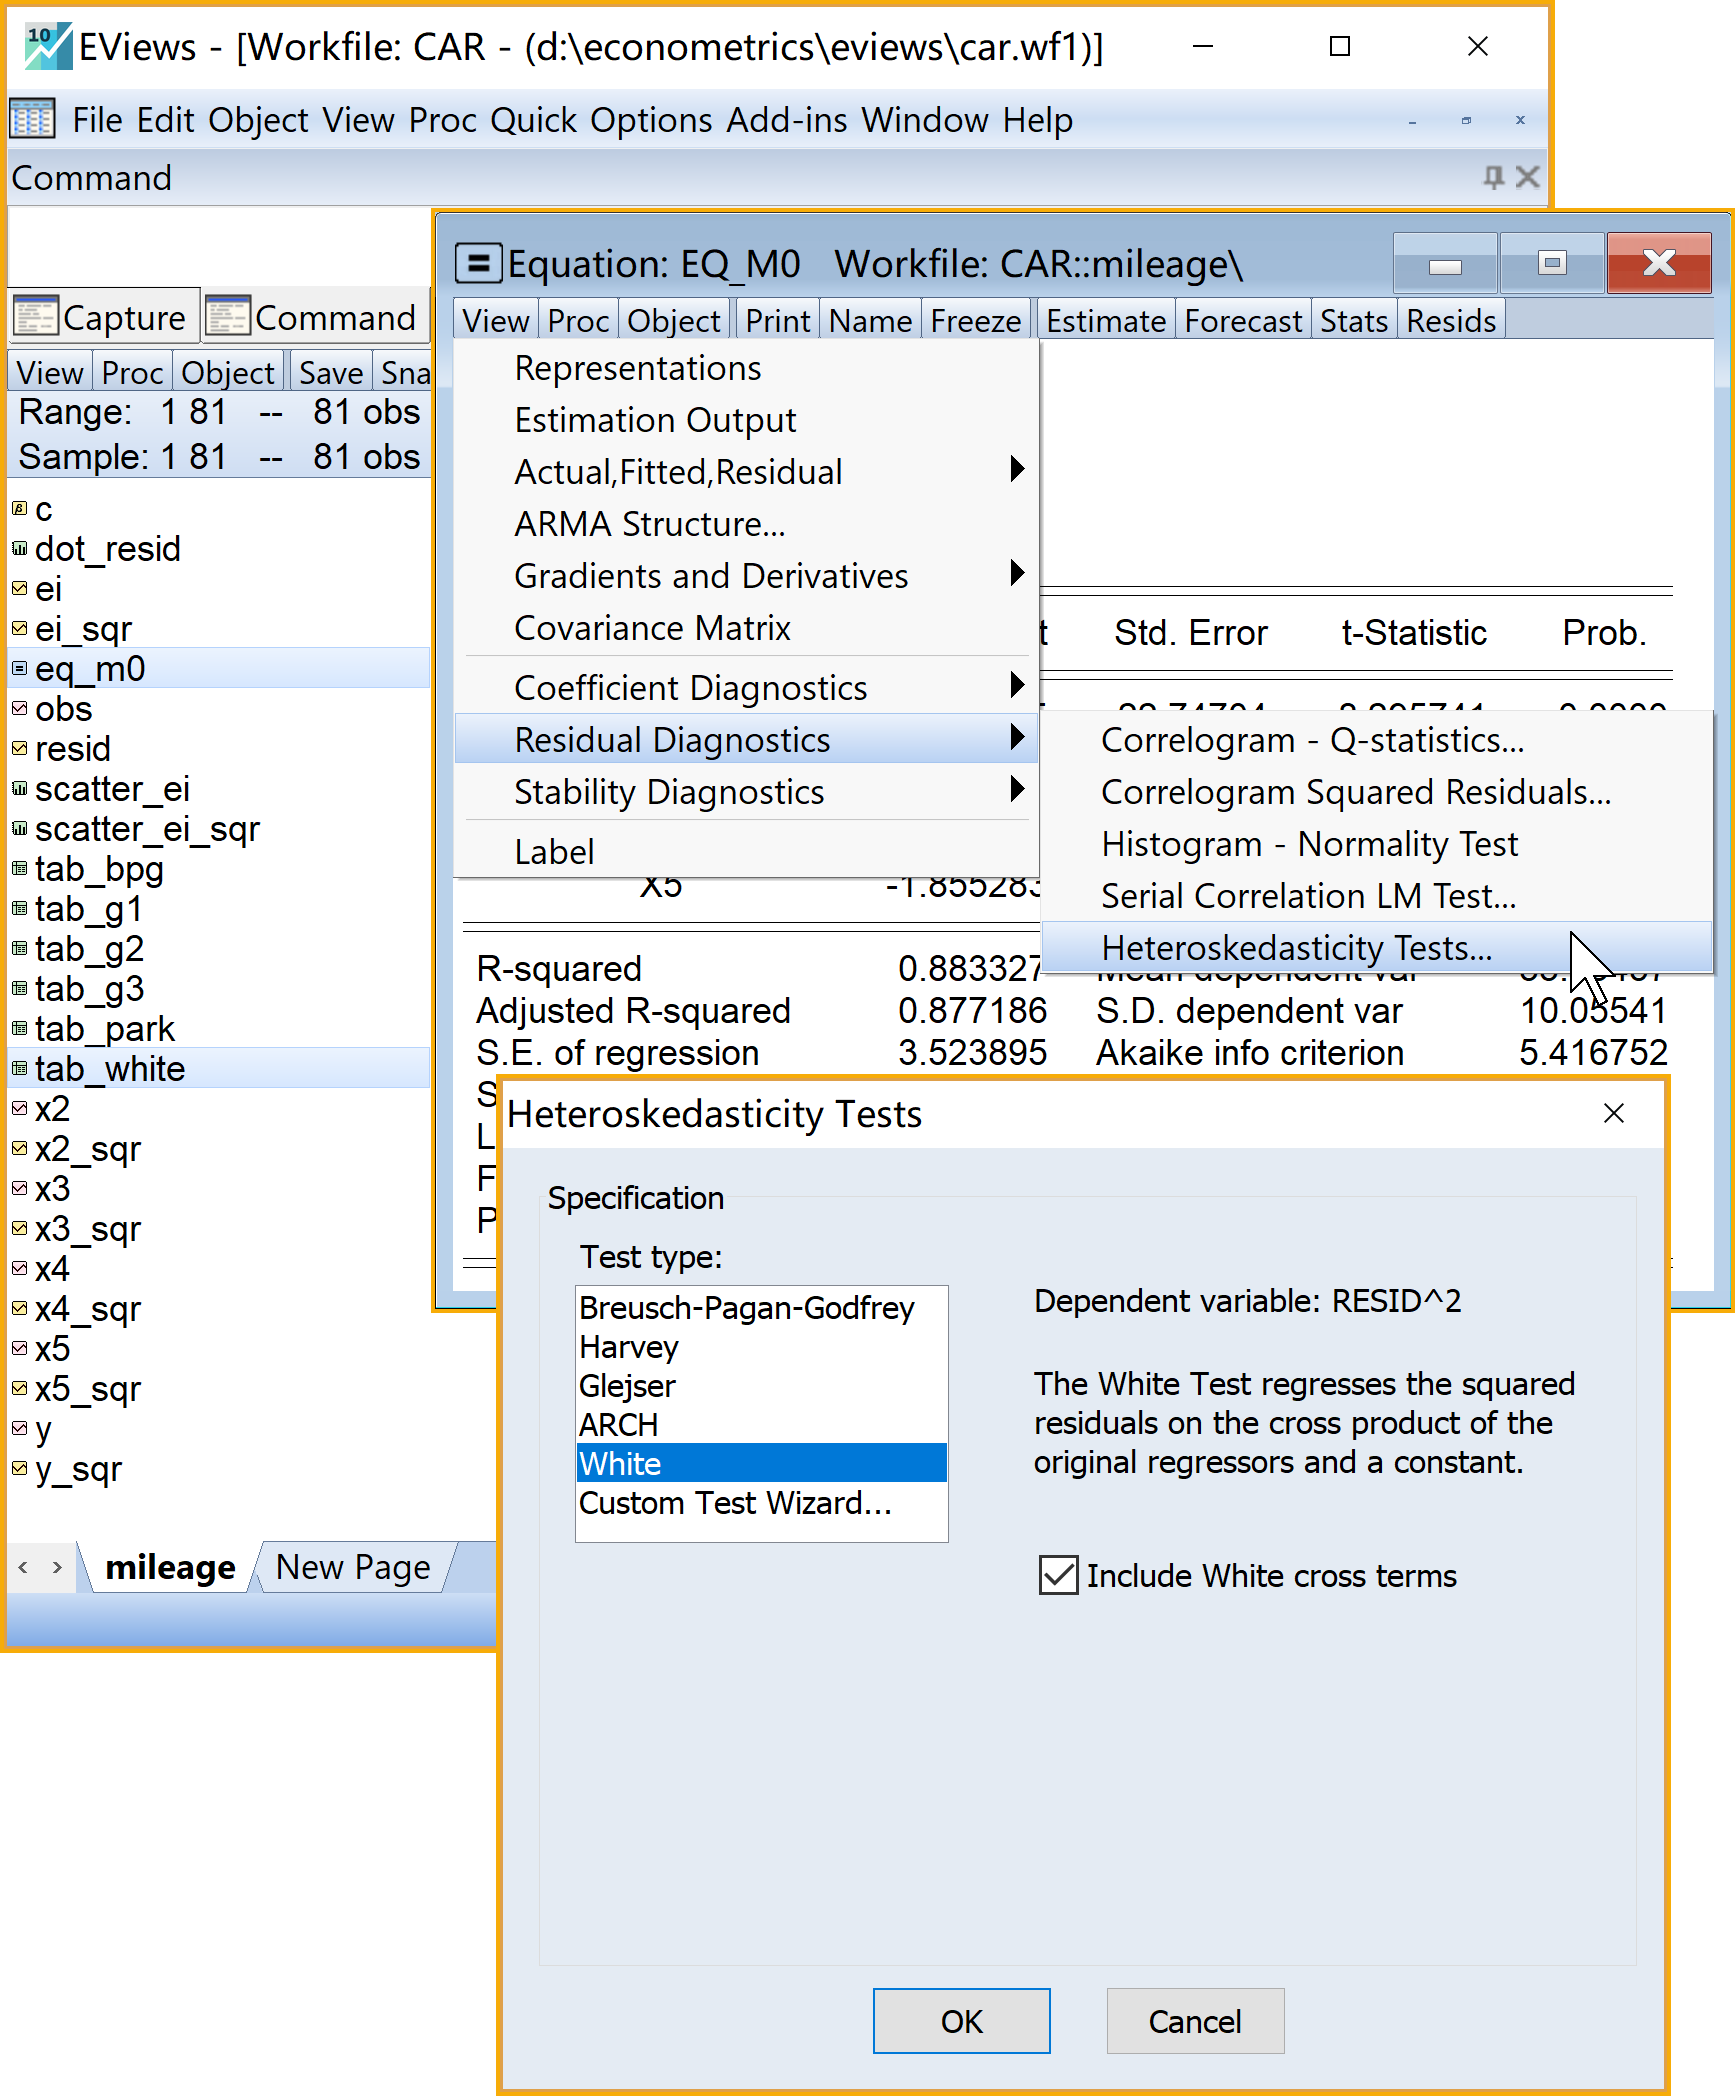 EViews - [Workfile: CAR - (d:\econometrics\eviews\car.wf1)]
File Edit Object View Proc Quick Options Add-ins Window Help
Command
Capture Command
View Proc Object Save Sna
Range: 1 81 -- 81 obs
Sample: 1 81 -- 81 obs
c
dot_resid
ei
ei_sqr
eq_m0
obs
resid
scatter_ei
scatter_ei_sqr
tab_bpg
tab_g1
tab_g2
tab_g3
tab_park
tab_white
x2
x2_sqr
x3
x3_sqr
x4
x4_sqr
x5
x5_sqr
y
y_sqr
mileage New Page
Equation: EQ_M0 Workfile: CAR::mileage\
View Proc Object Print Name Freeze Estimate Forecast Stats Resids
Representations
Estimation Output
Actual,Fitted,Residual
ARMA Structure...
Gradients and Derivatives
Covariance Matrix
Coefficient Diagnostics
Residual Diagnostics
Stability Diagnostics
Label
t Std. Error t-Statistic Prob.
Correlogram - Q-statistics...
Correlogram Squared Residuals...
Histogram - Normality Test
Serial Correlation LM Test...
Heteroskedasticity Tests...
X5 -1.855283
R-squared 0.883327 Mean dependent var
Adjusted R-squared 0.877186 S.D. dependent var 10.05541
S.E. of regression 3.523895 Akaike info criterion 5.416752
S
L
F
P
Heteroskedasticity Tests
Specification
Test type:
Breusch-Pagan-Godfrey
Harvey
Glejser
ARCH
White
Custom Test Wizard...
Dependent variable: RESID^2
The White Test regresses the squared
residuals on the cross product of the
original regressors and a constant.
Include White cross terms
OK Cancel